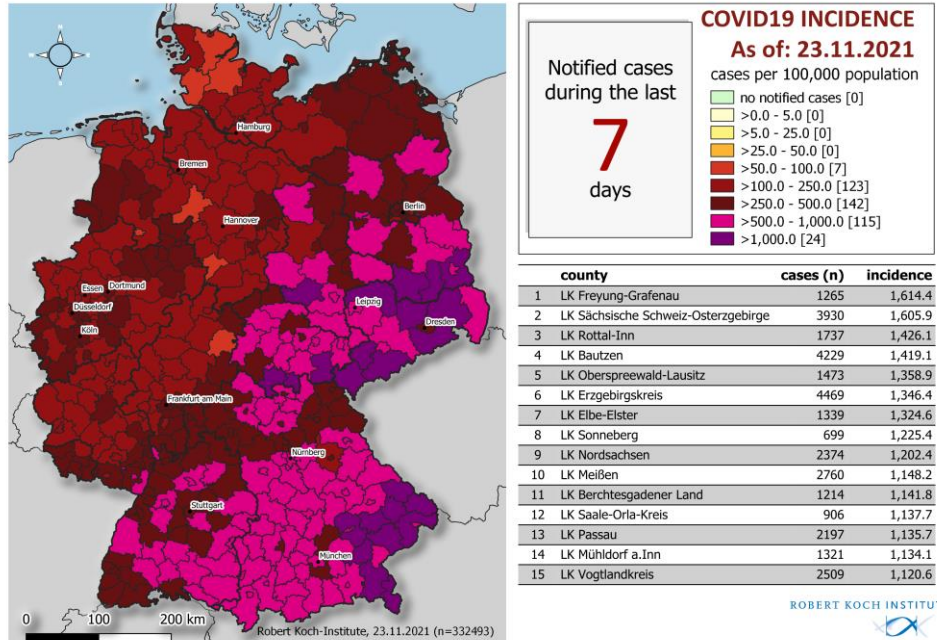 Hamburg
Bremen
Berlin
Hannover
Essen
Dortmund
Düsseldorf
Köln
Leipzig
Dresden
Frankfurt am Main
Nürnberg
Stuttgart
München
0 100 200 km
Robert Koch-Institute, 23.11.2021 (n=332493)
Notified cases
during the last
7
days
COVID19 INCIDENCE
As of: 23.11.2021
cases per 100,000 population
no notified cases [0]
>0.0 - 5.0 [0]
>5.0 - 25.0 [0]
>25.0 - 50.0 [0]
>50.0 - 100.0 [7]
>100.0 - 250.0 [123]
>250.0 - 500.0 [142]
>500.0 - 1,000.0 [115]
>1,000.0 [24]
county cases (n) incidence
1 LK Freyung-Grafenau 1265 1,614.4
2 LK Sächsische Schweiz-Osterzgebirge 3930 1,605.9
3 LK Rottal-Inn 1737 1,426.1
4 LK Bautzen 4229 1,419.1
5 LK Oberspreewald-Lausitz 1473 1,358.9
6 LK Erzgebirgskreis 4469 1,346.4
7 LK Elbe-Elster 1339 1,324.6
8 LK Sonneberg 699 1,225.4
9 LK Nordsachsen 2374 1,202.4
10 LK Meißen 2760 1,148.2
11 LK Berchtesgadener Land 1214 1,141.8
12 LK Saale-Orla-Kreis 906 1,137.7
13 LK Passau 2197 1,135.7
14 LK Mühldorf a.Inn 1321 1,134.1
15 LK Vogtlandkreis 2509 1,120.6
ROBERT KOCH INSTITU